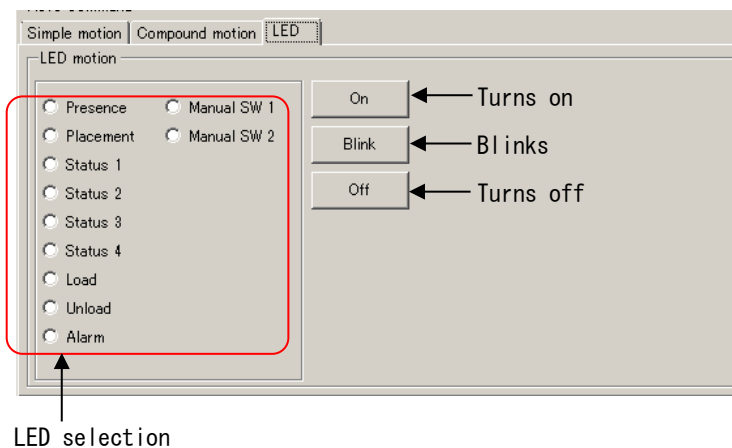 Simple motion Compound motion LED
LED motion
Presence Manual SW 1 On Turns on
Placement Manual SW 2 Blink Blinks
Status 1
Status 2 Off Turns off
Status 3
Status 4
Load
Unload
Alarm
LED selection